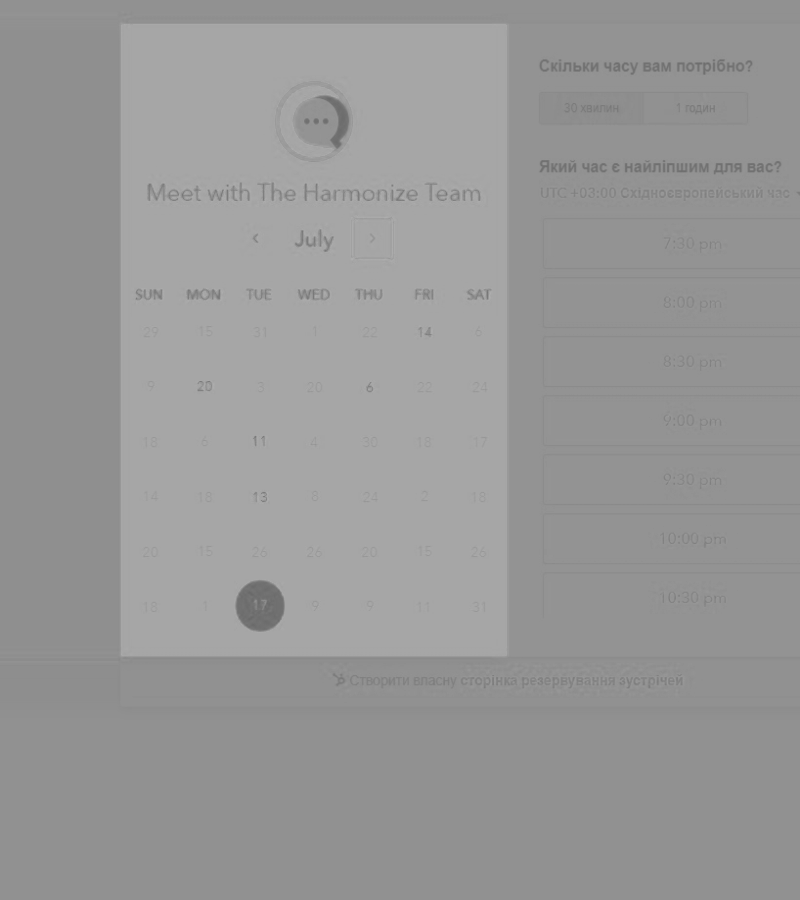 Meet with The Harmonize Team
July
SUN MON TUE WED THU FRI SAT
29 15 31 1 22 14 6
9 20 3 20 6 22 24
18 6 11 4 30 18 17
14 18 13 8 24 2 18
20 15 26 26 20 15 26
18 1 17 9 9 11 31
Скільки часу вам потрібно?
30 хвилин 1 годин
Який час є найліпшим для вас?
UTC +03:00 Східноєвропейський час
7:30 pm
8:00 pm
8:30 pm
9:00 pm
9:30 pm
10:00 pm
10:30 pm
Створити власну сторінка резервування зустрічей